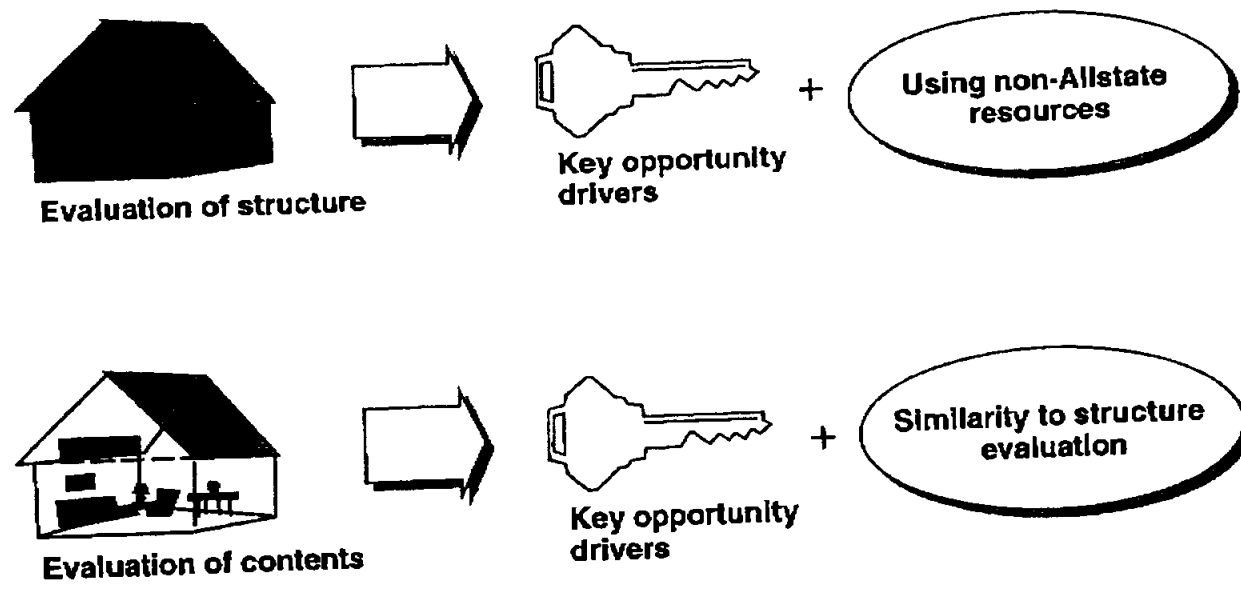 Evaluation of structure
Key opportunity
drivers
+
Using non-Allstate
resources
Evaluation of contents
Key opportunity
drivers
+
Similarity to structure
evaluation